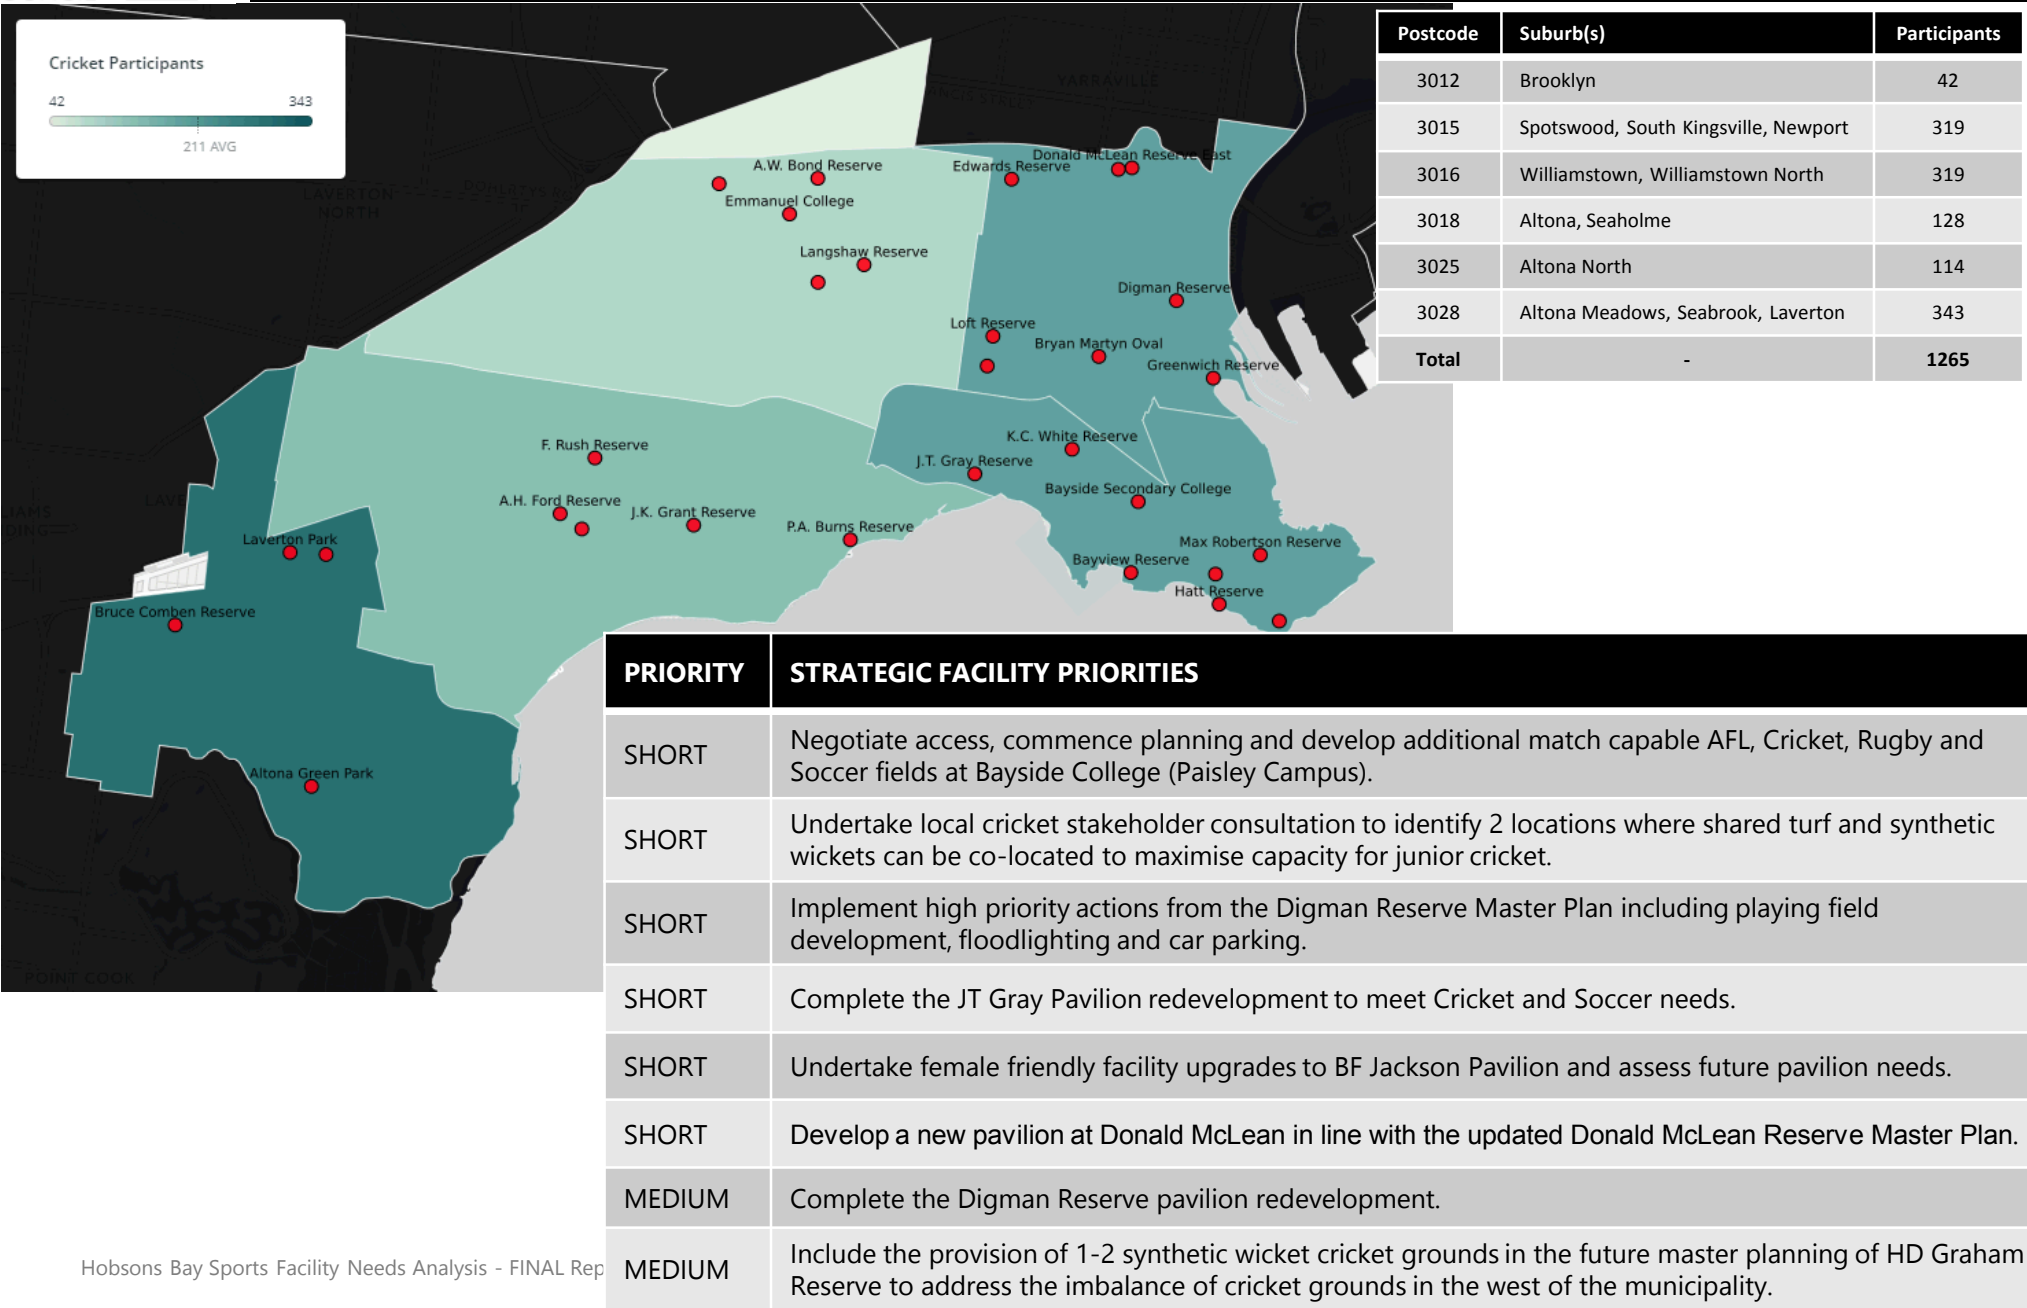 Cricket Participants
42 343
211 AVG
YARRAVILLE
LAVERTON
NORTH
A.W. Bond Reserve
Emmanuel College
Langshaw Reserve
Edwards Reserve
Donald McLean Reserve East
Digman Reserve
Loft Reserve
Bryan Martyn Oval
Greenwich Reserve
K.C. White Reserve
J.T. Gray Reserve
Bayside Secondary College
Max Robertson Reserve
Bayview Reserve
Hatt Reserve
F. Rush Reserve
A.H. Ford Reserve
J.K. Grant Reserve
P.A. Burns Reserve
Laverton Park
Bruce Comben Reserve
Altona Green Park
POINT COOK
Postcode Suburb(s) Participants
3012 Brooklyn 42
3015 Spotswood, South Kingsville, Newport 319
3016 Williamstown, Williamstown North 319
3018 Altona, Seaholme 128
3025 Altona North 114
3028 Altona Meadows, Seabrook, Laverton 343
Total - 1265
PRIORITY STRATEGIC FACILITY PRIORITIES
SHORT Negotiate access, commence planning and develop additional match capable AFL, Cricket, Rugby and
Soccer fields at Bayside College (Paisley Campus).
SHORT Undertake local cricket stakeholder consultation to identify 2 locations where shared turf and synthetic
wickets can be co-located to maximise capacity for junior cricket.
SHORT Implement high priority actions from the Digman Reserve Master Plan including playing field
development, floodlighting and car parking.
SHORT Complete the JT Gray Pavilion redevelopment to meet Cricket and Soccer needs.
SHORT Undertake female friendly facility upgrades to BF Jackson Pavilion and assess future pavilion needs.
SHORT Develop a new pavilion at Donald McLean in line with the updated Donald McLean Reserve Master Plan.
MEDIUM Complete the Digman Reserve pavilion redevelopment.
MEDIUM Include the provision of 1-2 synthetic wicket cricket grounds in the future master planning of HD Graham
Reserve to address the imbalance of cricket grounds in the west of the municipality.
Hobsons Bay Sports Facility Needs Analysis - FINAL Rep